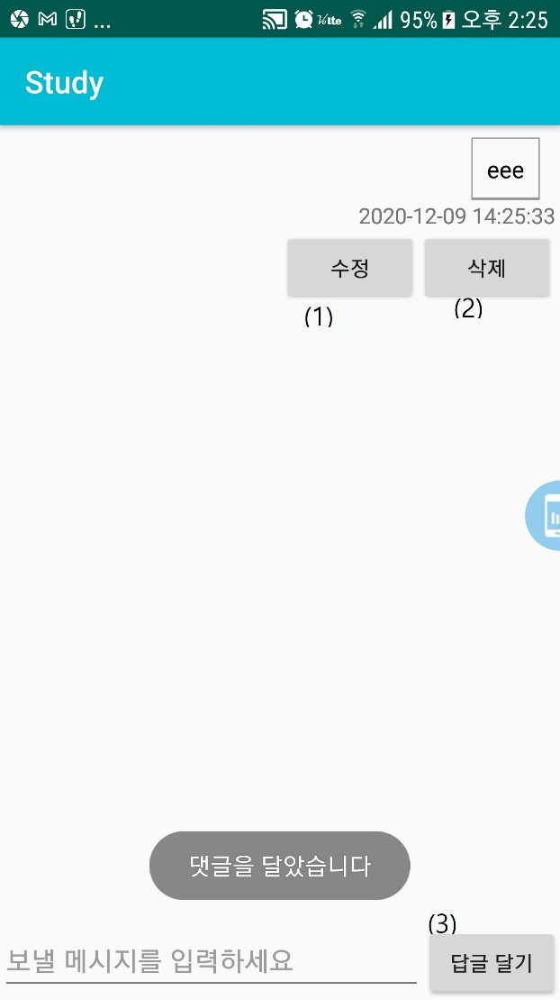 ... Volte 95% 오후 2:25
Study
eee
2020-12-09 14:25:33
수정 삭제
(1) (2)
댓글을 달았습니다
(3)
보낼 메시지를 입력하세요 답글 달기